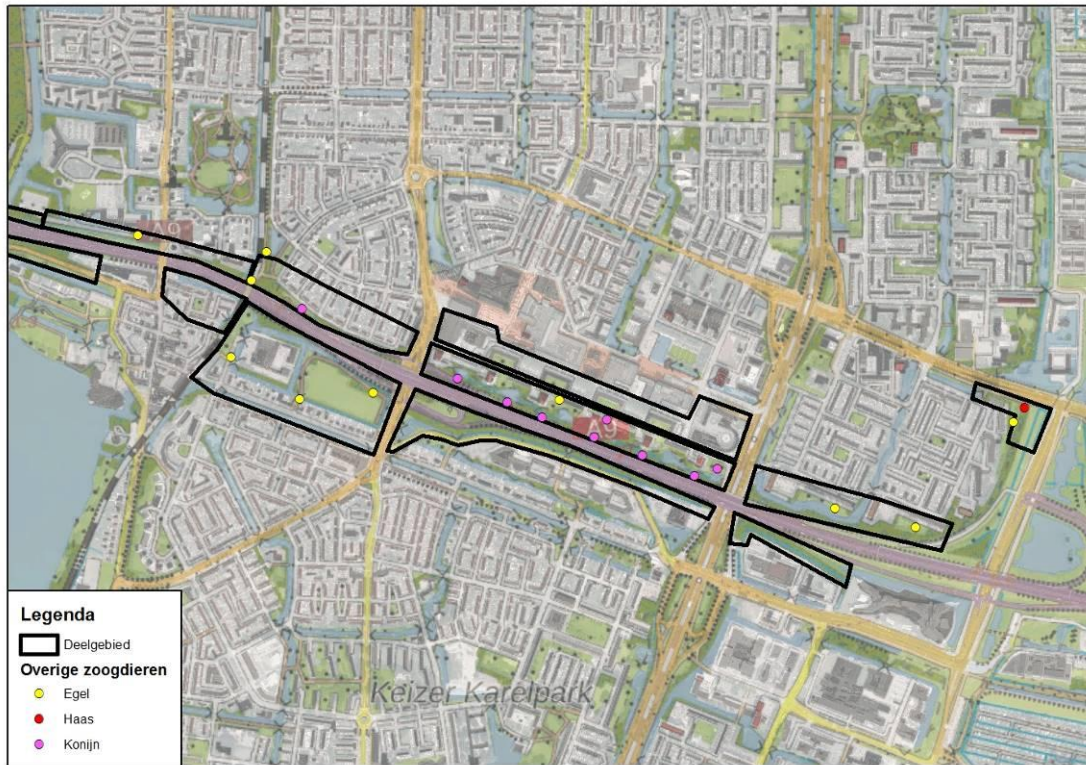 A9
A9
Keizer Karelpark
Legenda
Deelgebied
Overige zoogdieren
Egel
Haas
Konijn